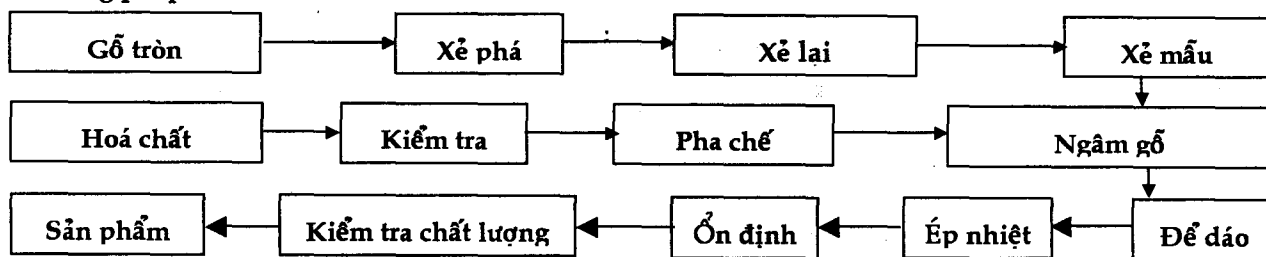 Gỗ tròn Xẻ phá Xẻ lại Xẻ mẫu
Hoá chất Kiểm tra Pha chế Ngâm gỗ
Sản phẩm Kiểm tra chất lượng Ổn định Ép nhiệt Để dáo